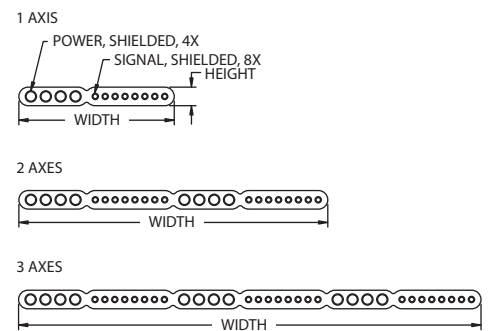 1 AXIS
POWER, SHIELDED, 4X
SIGNAL, SHIELDED, 8X
HEIGHT
WIDTH
2 AXES
WIDTH
3 AXES
WIDTH